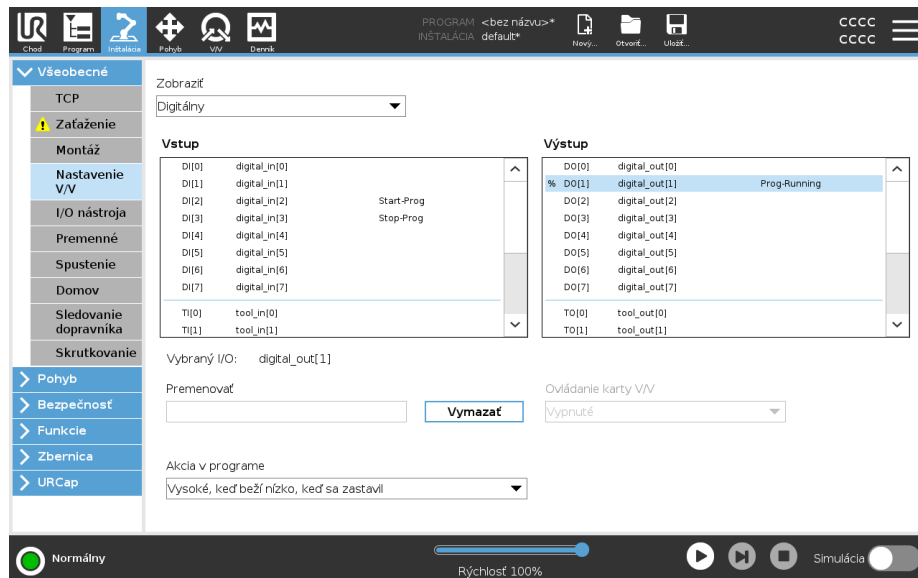 PROGRAM <bez názvu>*
INŠTALÁCIA default*
CCCC
CCCC
UR
Chod
Program
Inštalácia
Pohyb
V/V
Denník
Nový...
Otvoriť...
Uložiť...
Všeobecné
TCP
Zaťaženie
Montáž
Nastavenie
V/V
I/O nástroja
Premenné
Spustenie
Domov
Sledovanie
dopravníka
Skrutkovanie
Pohyb
Bezpečnosť
Funkcie
Zbernica
URCap
Zobraziť
Digitálny
Vstup
DI[0] digital_in[0]
DI[1] digital_in[1]
DI[2] digital_in[2] Start-Prog
DI[3] digital_in[3] Stop-Prog
DI[4] digital_in[4]
DI[5] digital_in[5]
DI[6] digital_in[6]
DI[7] digital_in[7]
TI[0] tool_in[0]
TI[1] tool_in[1]
Výstup
DO[0] digital_out[0]
% DO[1] digital_out[1] Prog-Running
DO[2] digital_out[2]
DO[3] digital_out[3]
DO[4] digital_out[4]
DO[5] digital_out[5]
DO[6] digital_out[6]
DO[7] digital_out[7]
TO[0] tool_out[0]
TO[1] tool_out[1]
Vybraný I/O: digital_out[1]
Premenovať
Vymazať
Ovládanie karty V/V
Vypnuté
Akcia v programe
Vysoké, keď beží nízko, keď sa zastavil
Normálny
Rýchlosť 100%
Simulácia